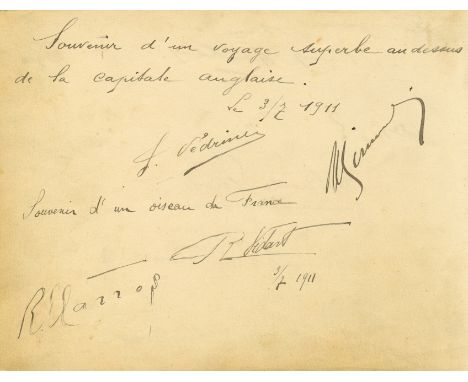 Souvenir d'un voyage superbe au dessus
de la capitale anglaise.
Le 3/7 1911
J. Védrines
Souvenir d'un oiseau de France
R Vidart
3/7 1911
R. Garros